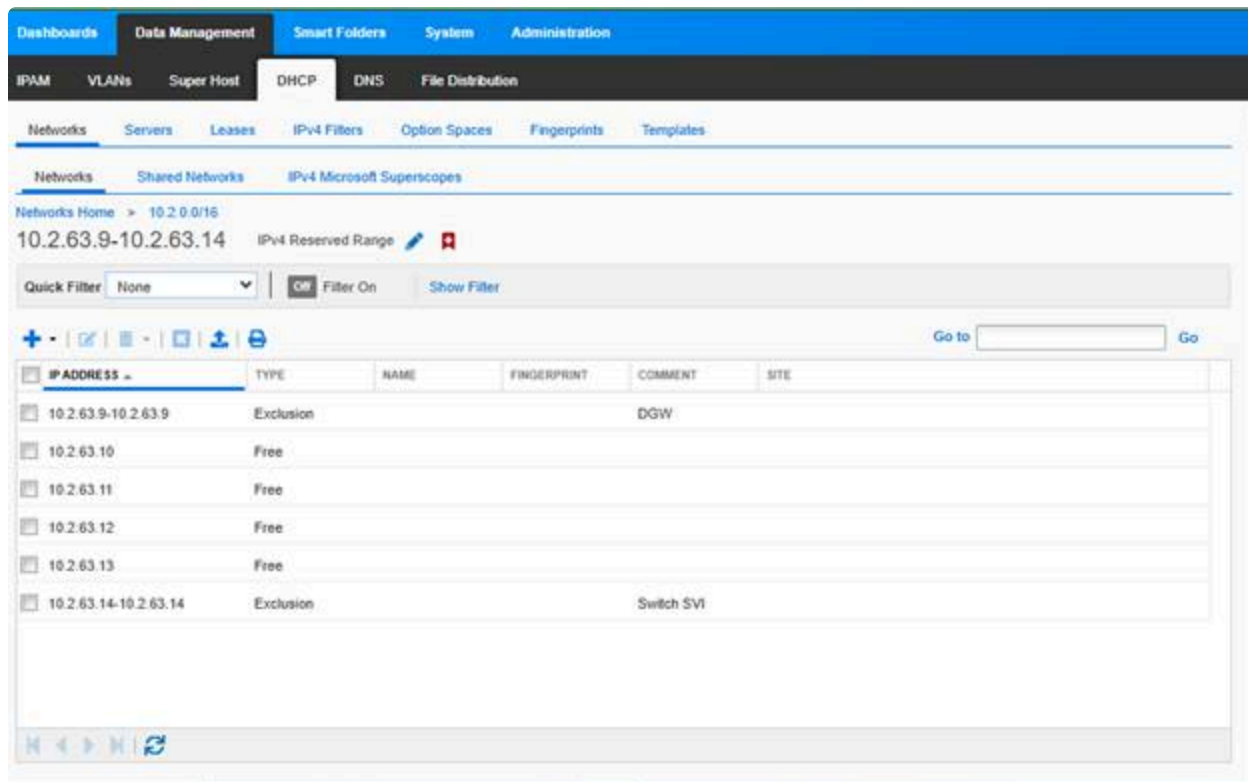 Dashboards Data Management Smart Folders System Administration
IPAM VLANs Super Host DHCP DNS File Distribution
Networks Servers Leases IPv4 Filters Option Spaces Fingerprints Templates
Networks Shared Networks IPv4 Microsoft Superscopes
Networks Home > 10.2.0.0/16
10.2.63.9-10.2.63.14 IPv4 Reserved Range
Quick Filter None Off Filter On Show Filter
Go to Go
IP ADDRESS TYPE NAME FINGERPRINT COMMENT SITE
10.2.63.9-10.2.63.9 Exclusion DGW
10.2.63.10 Free
10.2.63.11 Free
10.2.63.12 Free
10.2.63.13 Free
10.2.63.14-10.2.63.14 Exclusion Switch SVI